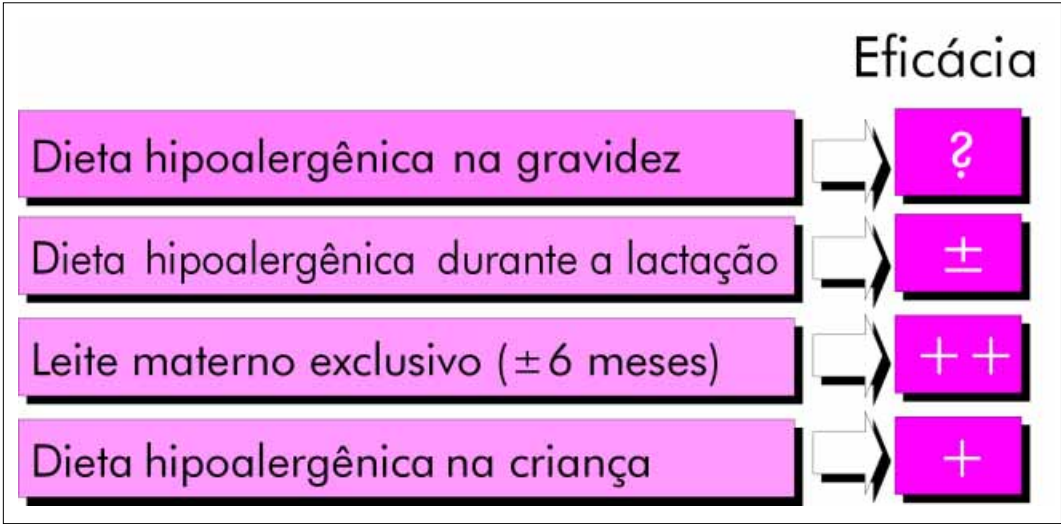 Eficácia
Dieta hipoalergênica na gravidez ?
Dieta hipoalergênica durante a lactação ±
Leite materno exclusivo (±6 meses) ++
Dieta hipoalergênica na criança +